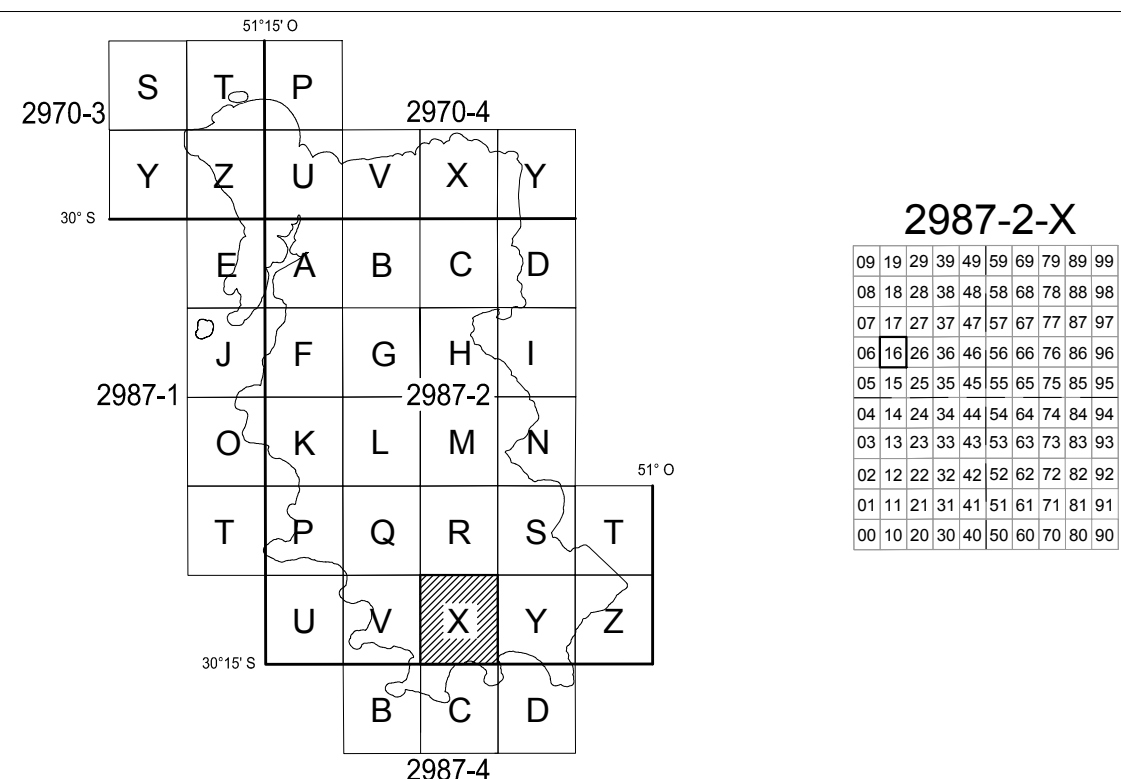 51°15' O
S T P
2970-3
2970-4
Y Z U V X Y
30° S
E A B C D
J F G H I
2987-1
2987-2
O K L M N
51° O
T P Q R S T
U V X Y Z
30°15' S
B C D
2987-4
2987-2-X
09 19 29 39 49 59 69 79 89 99
08 18 28 38 48 58 68 78 88 98
07 17 27 37 47 57 67 77 87 97
06 16 26 36 46 56 66 76 86 96
05 15 25 35 45 55 65 75 85 95
04 14 24 34 44 54 64 74 84 94
03 13 23 33 43 53 63 73 83 93
02 12 22 32 42 52 62 72 82 92
01 11 21 31 41 51 61 71 81 91
00 10 20 30 40 50 60 70 80 90